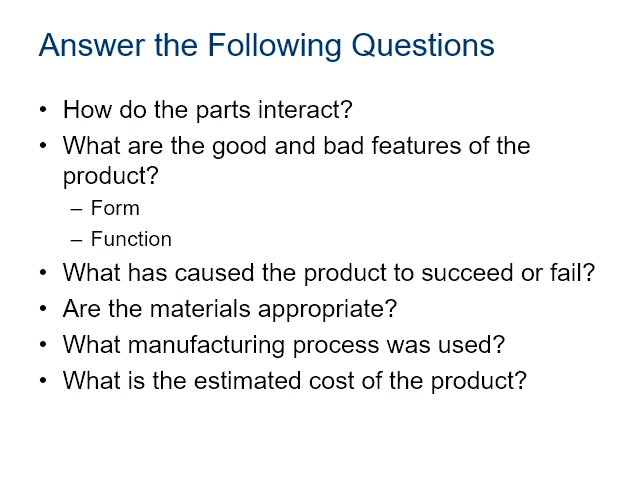 Answer the Following Questions
• How do the parts interact?
• What are the good and bad features of the
product?
– Form
– Function
• What has caused the product to succeed or fail?
• Are the materials appropriate?
• What manufacturing process was used?
• What is the estimated cost of the product?